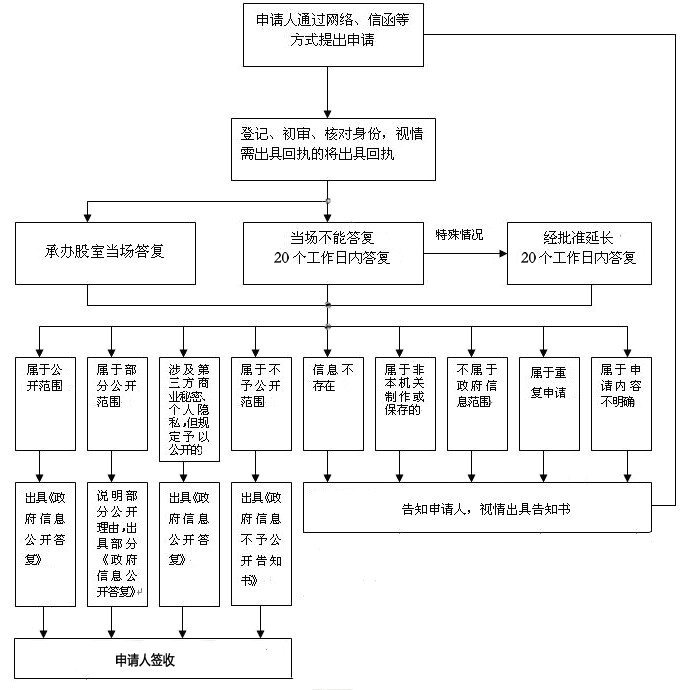 申请人通过网络、信函等
方式提出申请
登记、初审、核对身份，视情
需出具回执的将出具回执
承办股室当场答复
当场不能答复
20个工作日内答复
特殊情况
经批准延长
20个工作日内答复
属于公
开范围
属于部
分公开
范围
涉及第
三方商
业秘密、
个人隐
私,但规
定予以
公开的
属于不
予公开
范围
信息不
存在
属于非
本机关
制作或
保存的
不属于
政府信
息范围
属于重
复申请
属于申
请内容
不明确
出具《政
府信息
公开答
复》
说明部
分公开
理由,出
具部分
《政府
信息公
开答复》
出具《政
府信息
公开答
复》
出具《政
府信息
不予公
开告知
书》
告知申请人，视情出具告知书
申请人签收